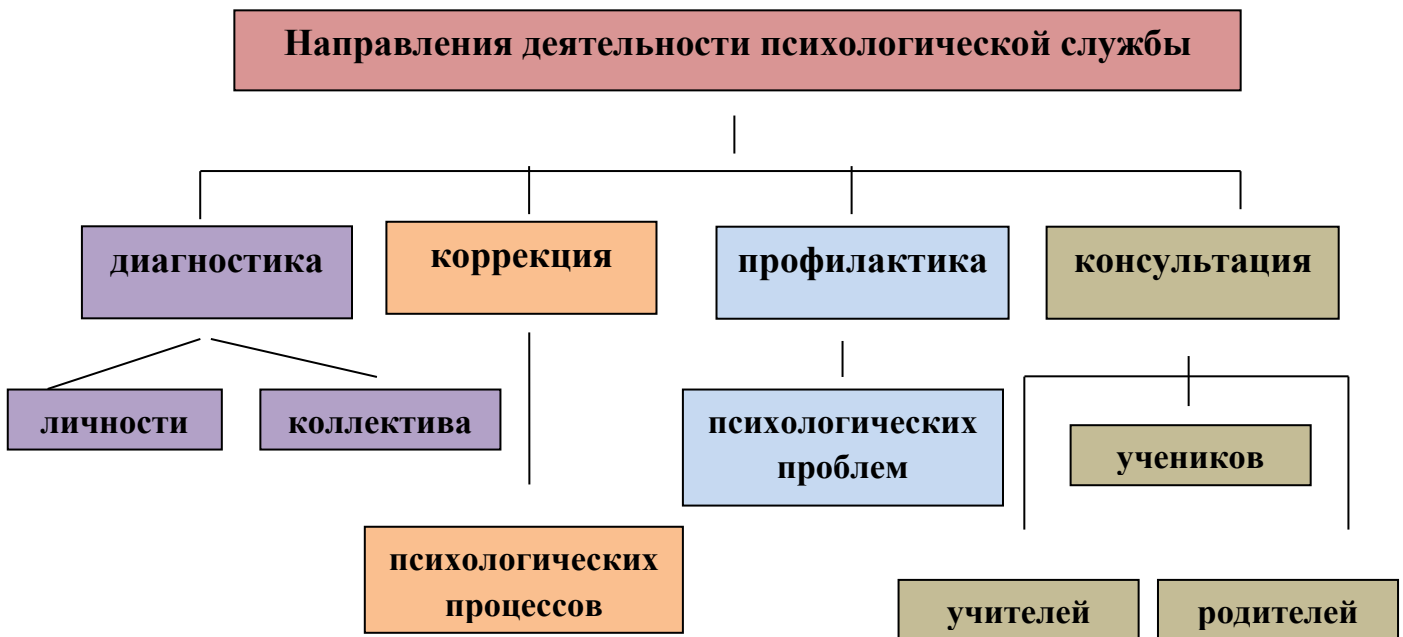 Направления деятельности психологической службы
диагностика
коррекция
профилактика
консультация
личности
коллектива
психологических
проблем
учеников
психологических
процессов
учителей
родителей